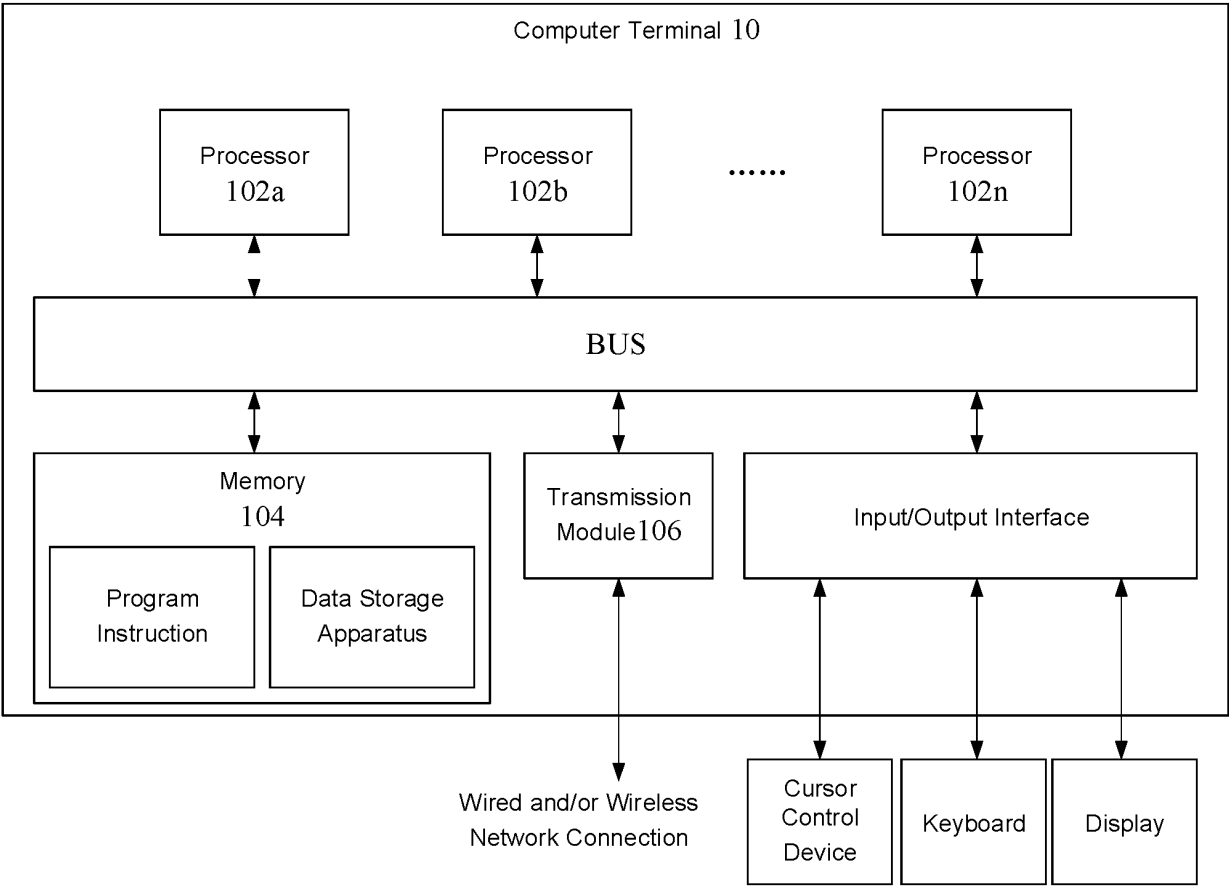 Computer Terminal 10
Processor
102a
Processor
102b
......
Processor
102n
BUS
Memory
104
Program
Instruction
Data Storage
Apparatus
Transmission
Module106
Input/Output Interface
Wired and/or Wireless
Network Connection
Cursor
Control
Device
Keyboard
Display